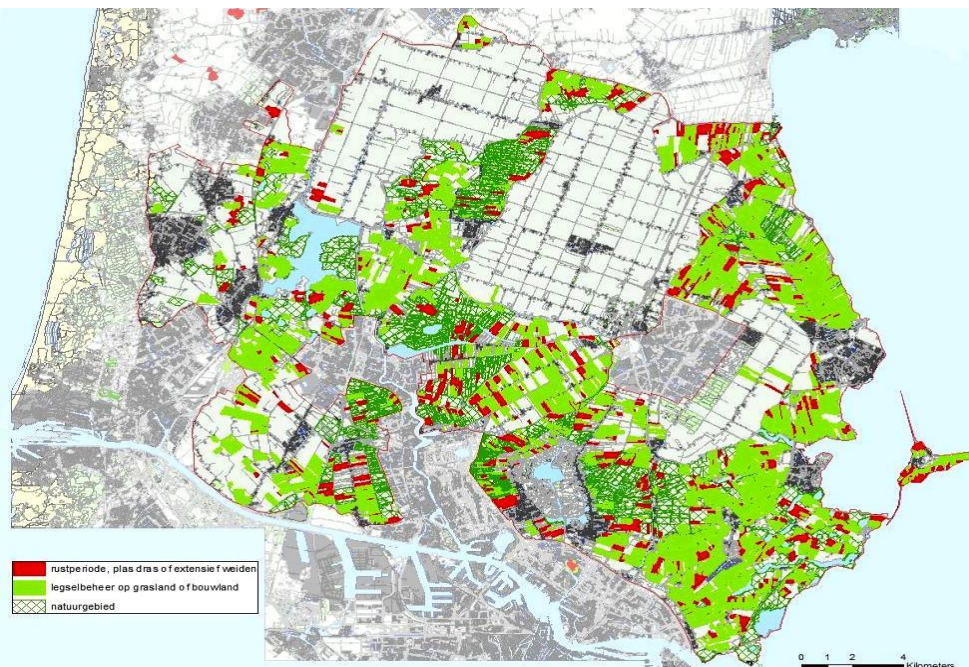 rustperiode, plas dras of extensief weiden
legselbeheer op grasland of bouwland
natuurgebied
0 1 2 4
Kilometers